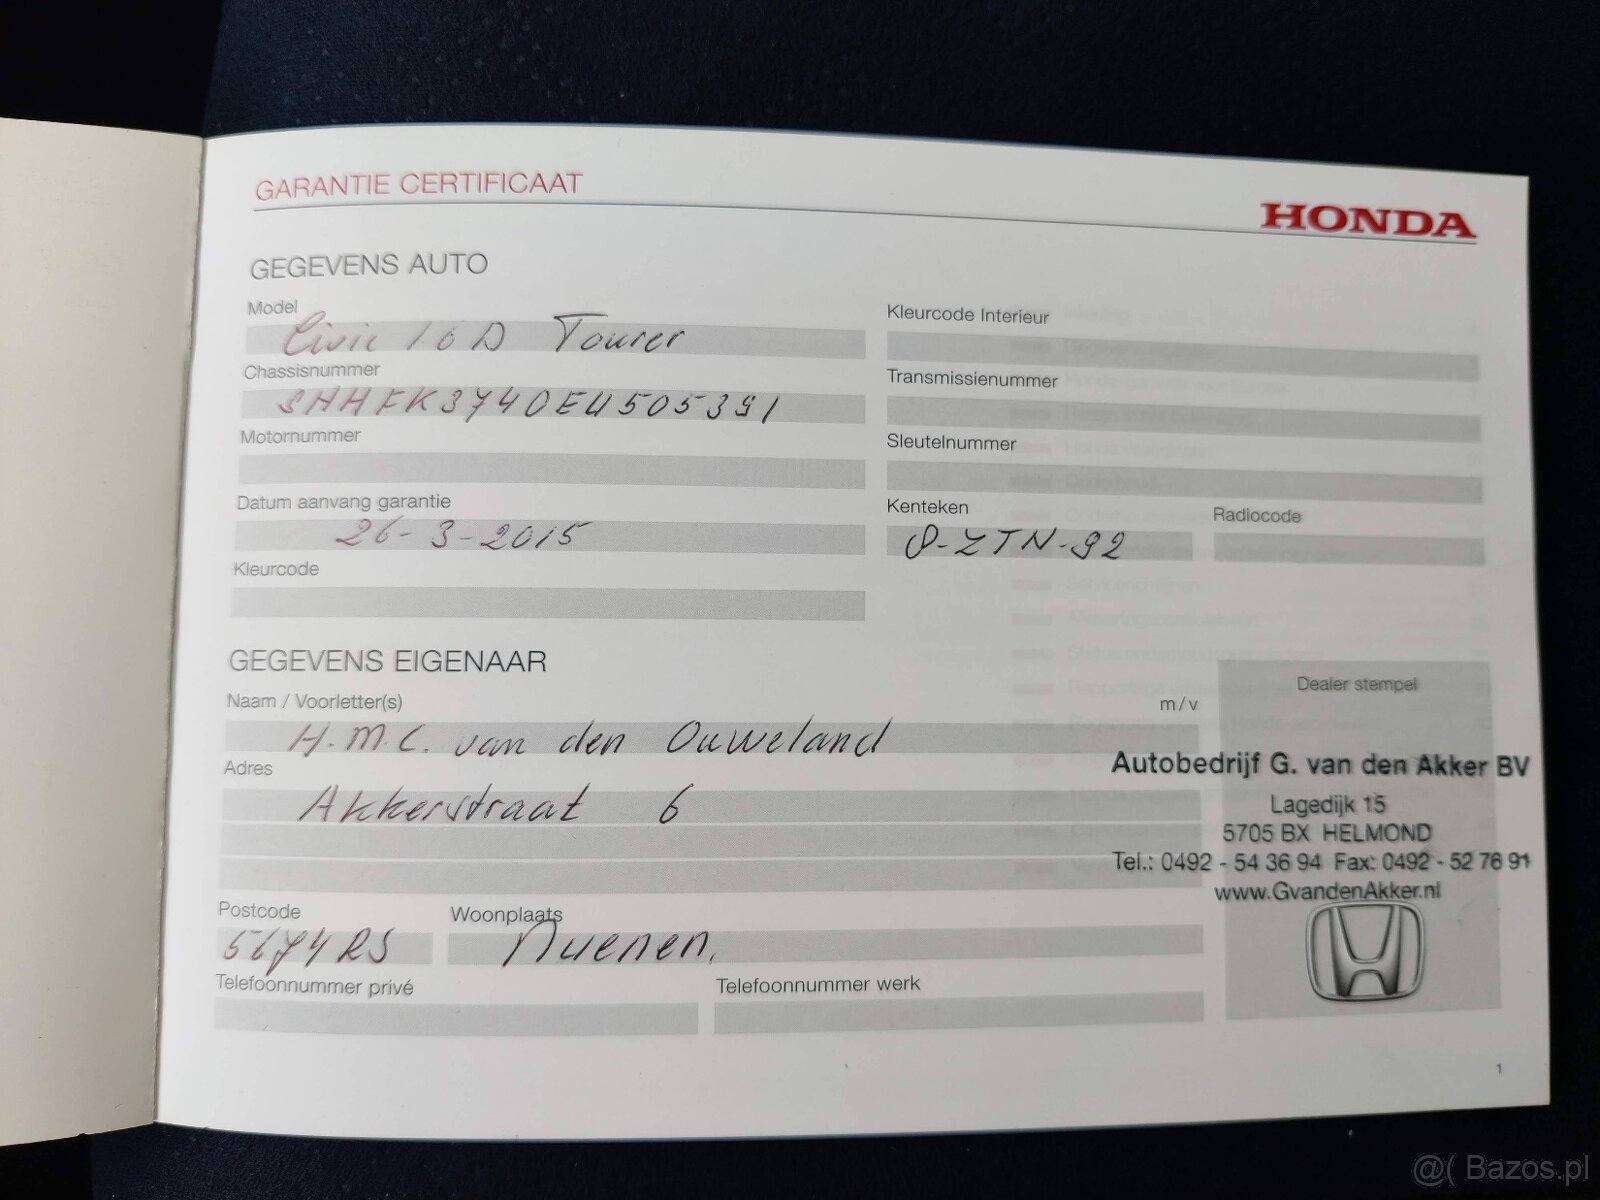 GARANTIE CERTIFICAAT
HONDA
GEGEVENS AUTO
Model
Civic 1 6 D Tourer
Kleurcode Interieur
Chassisnummer
SHHFK3740EU505391
Transmissienummer
Motornummer
Sleutelnummer
Datum aanvang garantie
26-3-2015
Kenteken
8-ZTN-92
Radiocode
Kleurcode
GEGEVENS EIGENAAR
Naam / Voorletter(s)
m/v
H.M.C. van den Ouweland
Adres
Akkerstraat 6
Postcode
5674 RS
Woonplaats
Nuenen.
Telefoonnummer privé
Telefoonnummer werk
Dealer stempel
Autobedrijf G. van den Akker BV
Lagedijk 15
5705 BX HELMOND
Tel.: 0492 - 54 36 94 Fax: 0492 - 52 76 91
www.GvandenAkker.nl
1
@( Bazos.pl